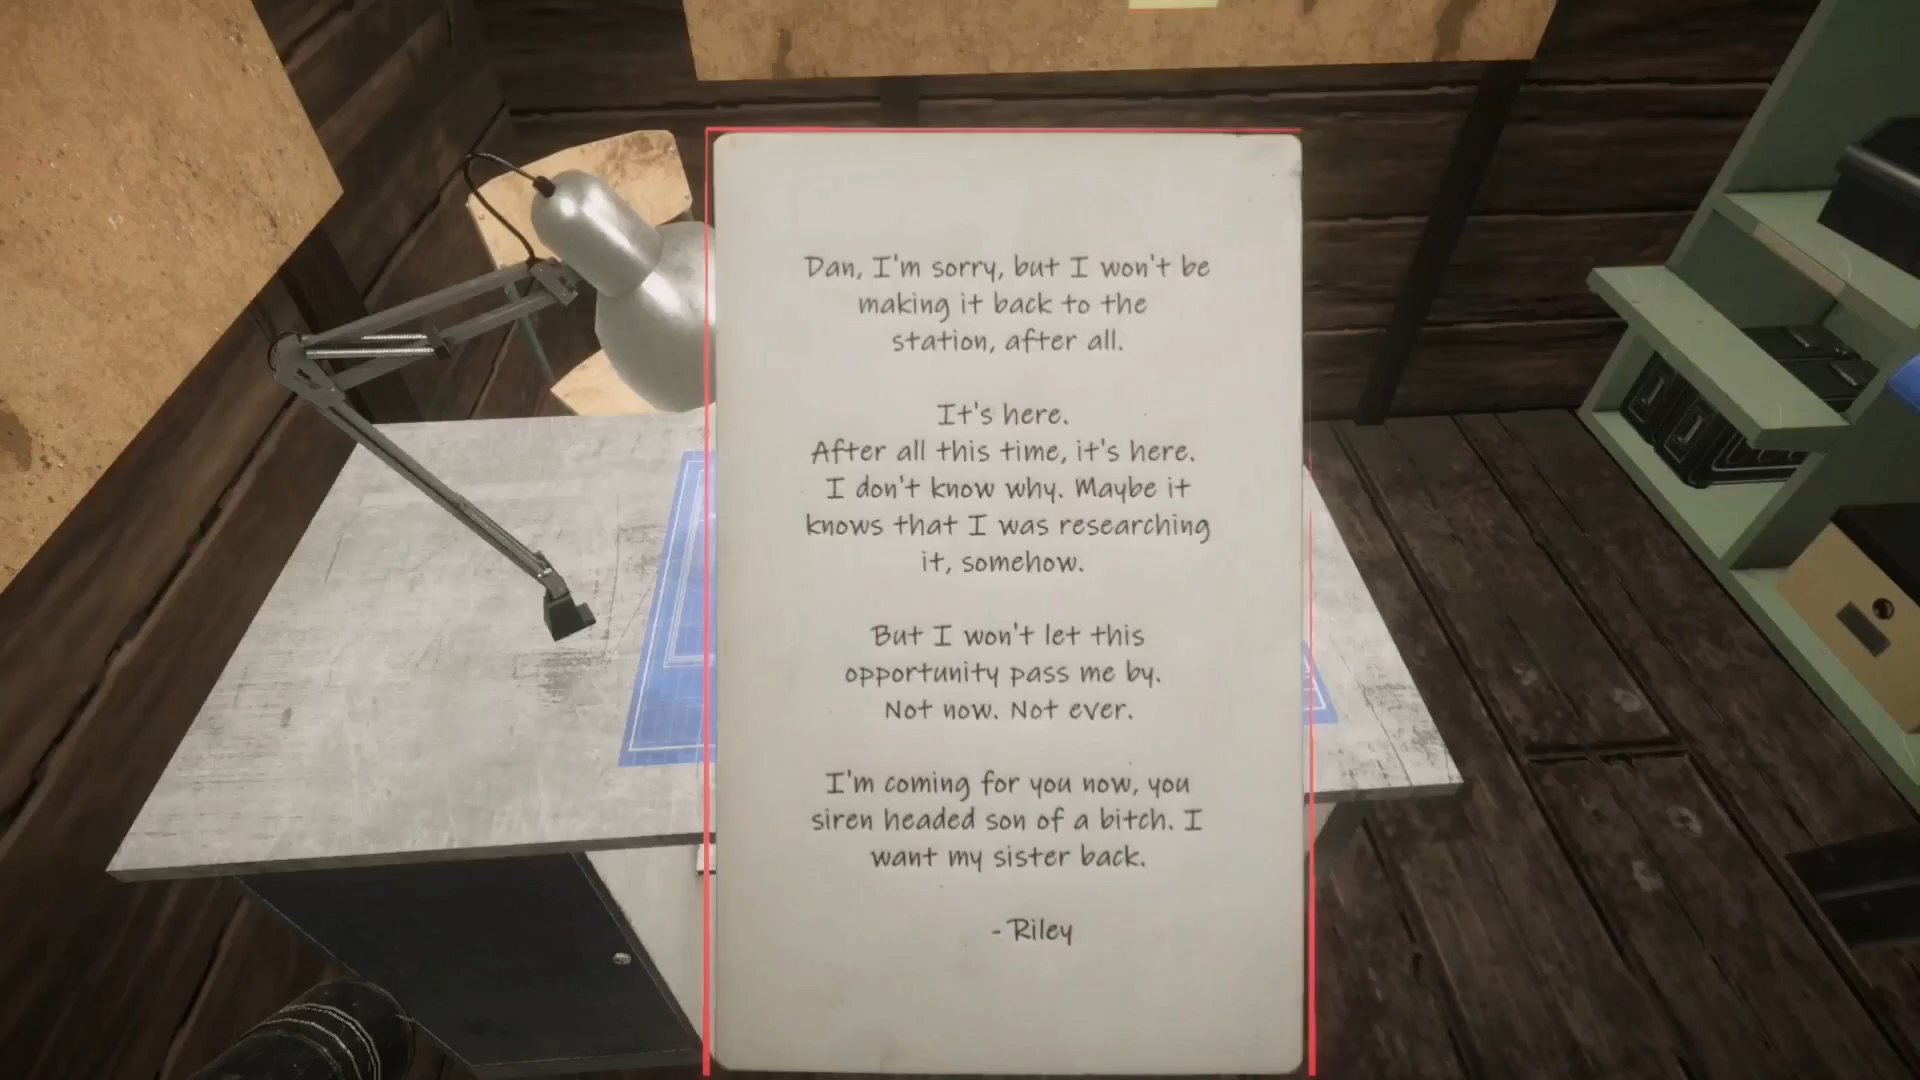 Dan, I'm sorry, but I won't be
making it back to the
station, after all.
It's here.
After all this time, it's here.
I don't know why. Maybe it
knows that I was researching
it, somehow.
But I won't let this
opportunity pass me by.
Not now. Not ever.
I'm coming for you now, you
siren headed son of a bitch. I
want my sister back.
- Riley